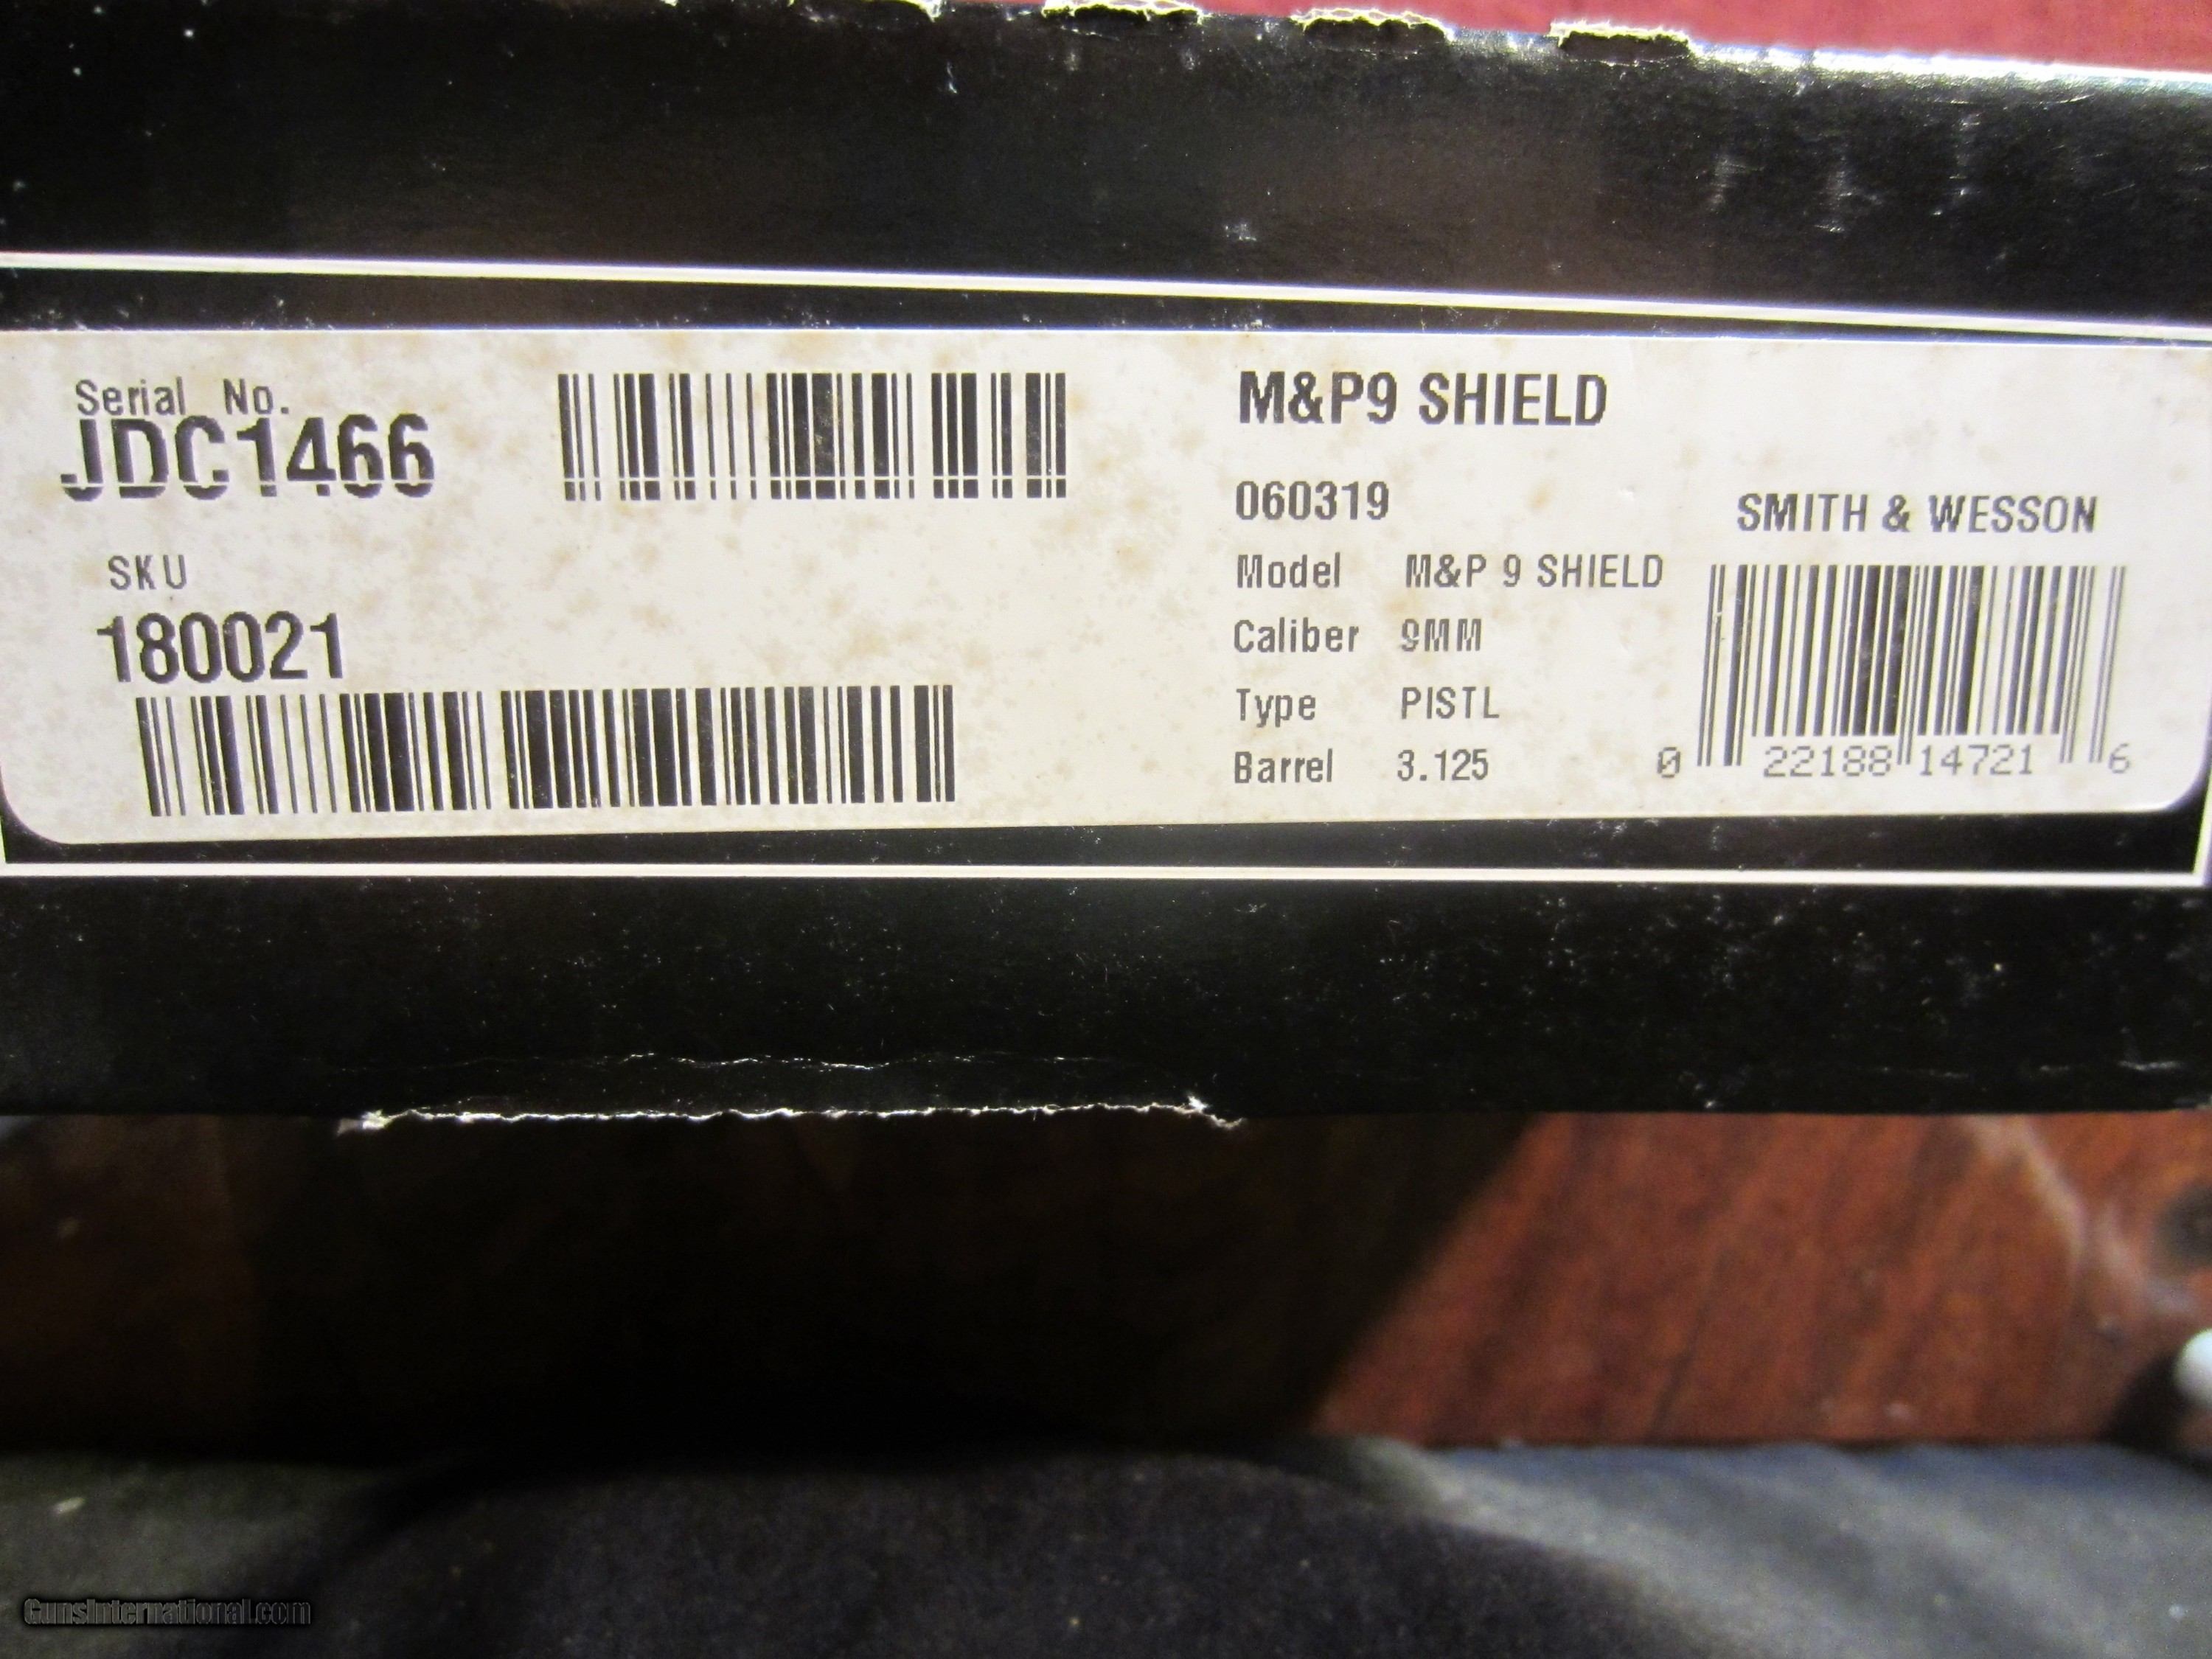 Serial No.
JDC1466
SKU
180021
M&P9 SHIELD
060319
Model M&P 9 SHIELD
Caliber 9MM
Type PISTL
Barrel 3.125
SMITH & WESSON
0 22188 14721 6
GunsInternational.com